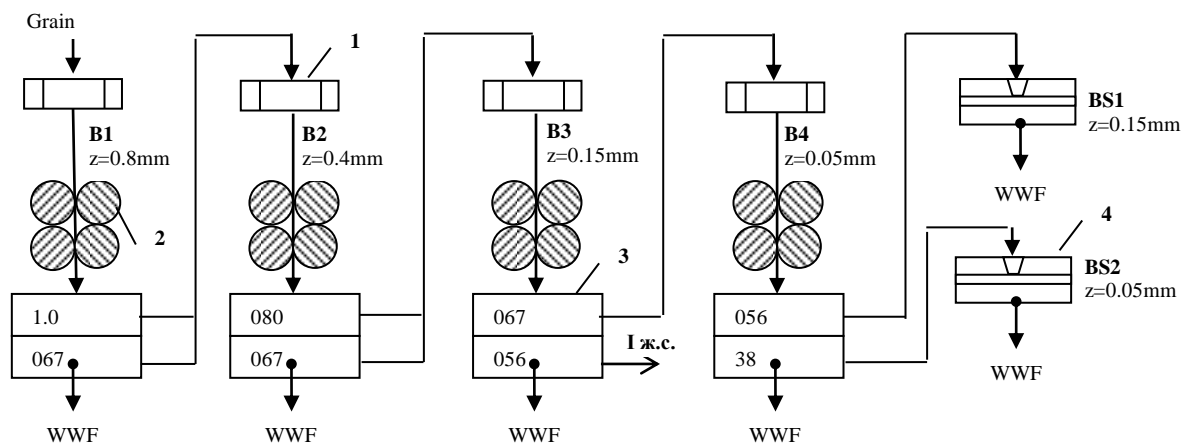 Grain
1
B1
z=0.8mm
B2
z=0.4mm
B3
z=0.15mm
B4
z=0.05mm
BS1
z=0.15mm
WWF
2
3
4
BS2
z=0.05mm
WWF
1.0
067
WWF
080
067
WWF
067
056
I ж.с.
WWF
056
38
WWF